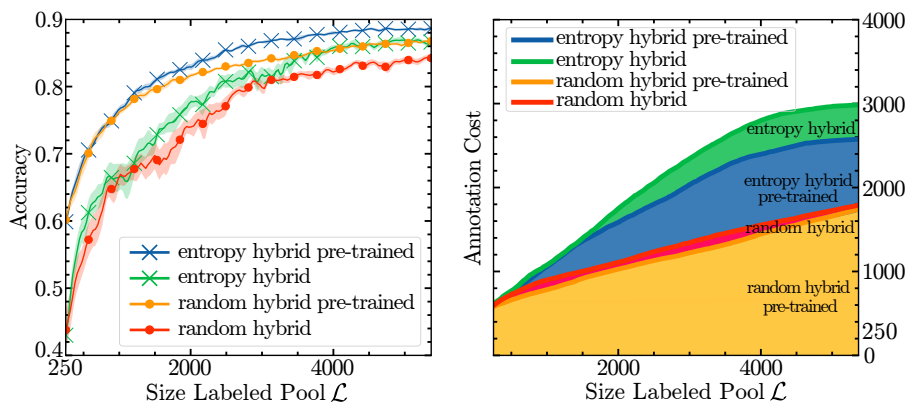 0.9
0.8
0.7
0.6
0.5
0.4
Accuracy
entropy hybrid pre-trained
entropy hybrid
random hybrid pre-trained
random hybrid
250
2000
4000
Size Labeled Pool ℒ
entropy hybrid pre-trained
entropy hybrid
random hybrid pre-trained
random hybrid
entropy hybrid
entropy hybrid
pre-trained
random hybrid
random hybrid
pre-trained
Annotation Cost
4000
3000
2000
1000
250
0
2000
4000
Size Labeled Pool ℒ